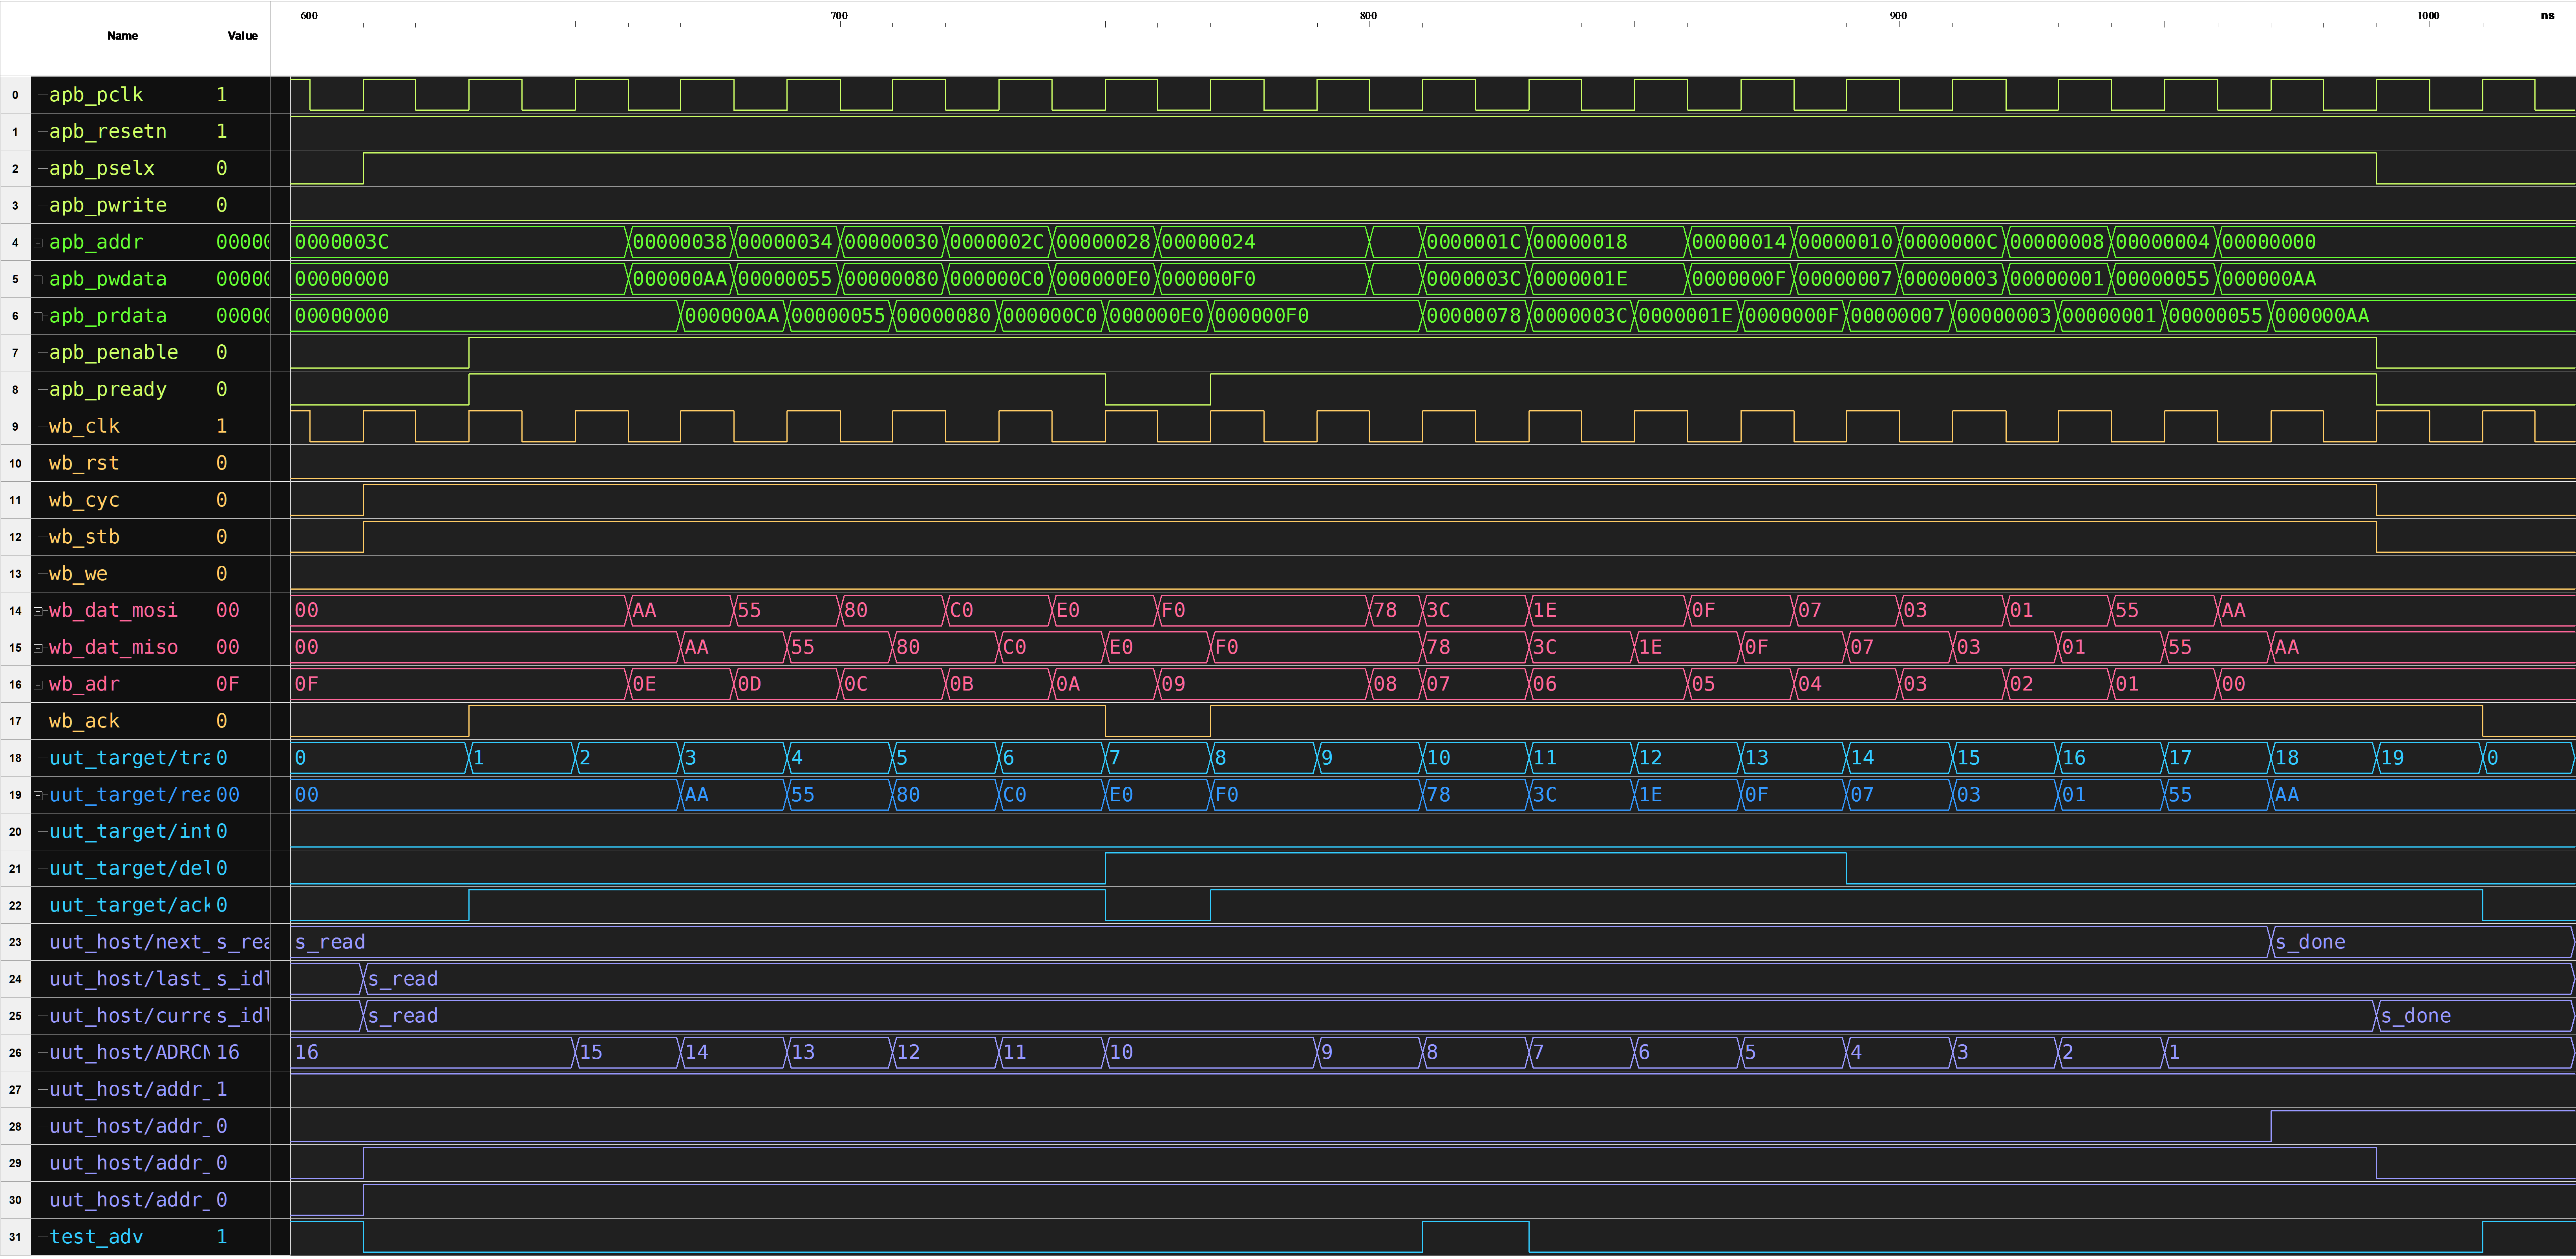 600 700 800 900 1000 ns
Name Value
0 apb_pclk 1
1 apb_resetn 1
2 apb_pselx 0
3 apb_pwrite 0
4 apb_addr 00000 0000003C 00000038 00000034 00000030 0000002C 00000028 00000024 0000001C 00000018 00000014 00000010 0000000C 00000008 00000004 00000000
5 apb_pwdata 00000 00000000 000000AA 00000055 00000080 000000C0 000000E0 000000F0 0000003C 0000001E 0000000F 00000007 00000003 00000001 00000055 000000AA
6 apb_prdata 00000 00000000 000000AA 00000055 00000080 000000C0 000000E0 000000F0 00000078 0000003C 0000001E 0000000F 00000007 00000003 00000001 00000055 000000AA
7 apb_penable 0
8 apb_pready 0
9 wb_clk 1
10 wb_rst 0
11 wb_cyc 0
12 wb_stb 0
13 wb_we 0
14 wb_dat_mosi 00 00 AA 55 80 C0 E0 F0 78 3C 1E 0F 07 03 01 55 AA
15 wb_dat_miso 00 00 AA 55 80 C0 E0 F0 78 3C 1E 0F 07 03 01 55 AA
16 wb_adr 0F 0F 0E 0D 0C 0B 0A 09 08 07 06 05 04 03 02 01 00
17 wb_ack 0
18 uut_target/tra 0 0 1 2 3 4 5 6 7 8 9 10 11 12 13 14 15 16 17 18 19 0
19 uut_target/rea 00 00 AA 55 80 C0 E0 F0 78 3C 1E 0F 07 03 01 55 AA
20 uut_target/int 0
21 uut_target/del 0
22 uut_target/ack 0
23 uut_host/next_ s_rea s_read s_done
24 uut_host/last_ s_idl s_read
25 uut_host/curre s_idl s_read s_done
26 uut_host/ADRCN 16 16 15 14 13 12 11 10 9 8 7 6 5 4 3 2 1
27 uut_host/addr_ 1
28 uut_host/addr_ 0
29 uut_host/addr_ 0
30 uut_host/addr_ 0
31 test_adv 1